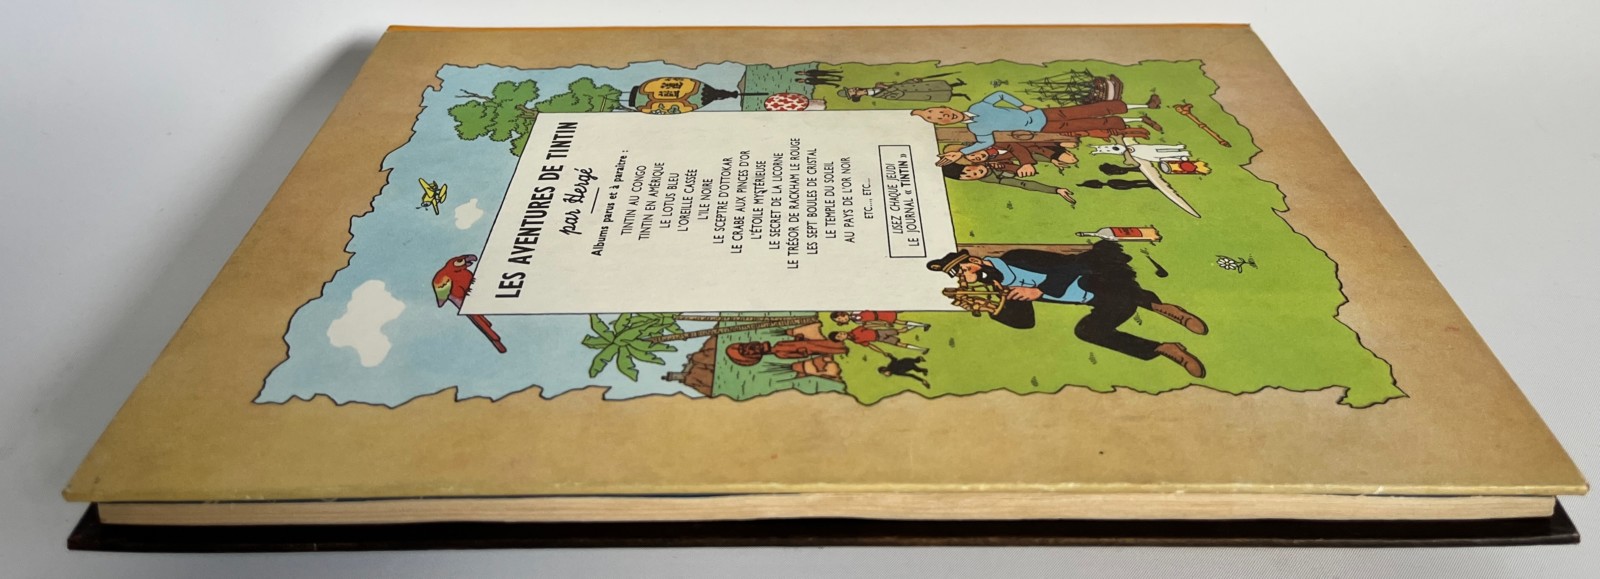 LES AVENTURES DE TINTIN
par Hergé
Albums parus et à paraître :
TINTIN AU CONGO
TINTIN EN AMÉRIQUE
LE LOTUS BLEU
L'OREILLE CASSÉE
L'ILE NOIRE
LE SCEPTRE D'OTTOKAR
LE CRABE AUX PINCES D'OR
L'ÉTOILE MYSTÉRIEUSE
LE SECRET DE LA LICORNE
LE TRÉSOR DE RACKHAM LE ROUGE
LES SEPT BOULES DE CRISTAL
LE TEMPLE DU SOLEIL
AU PAYS DE L'OR NOIR
ETC..., ETC...
LISEZ CHAQUE JEUDI
LE JOURNAL « TINTIN »